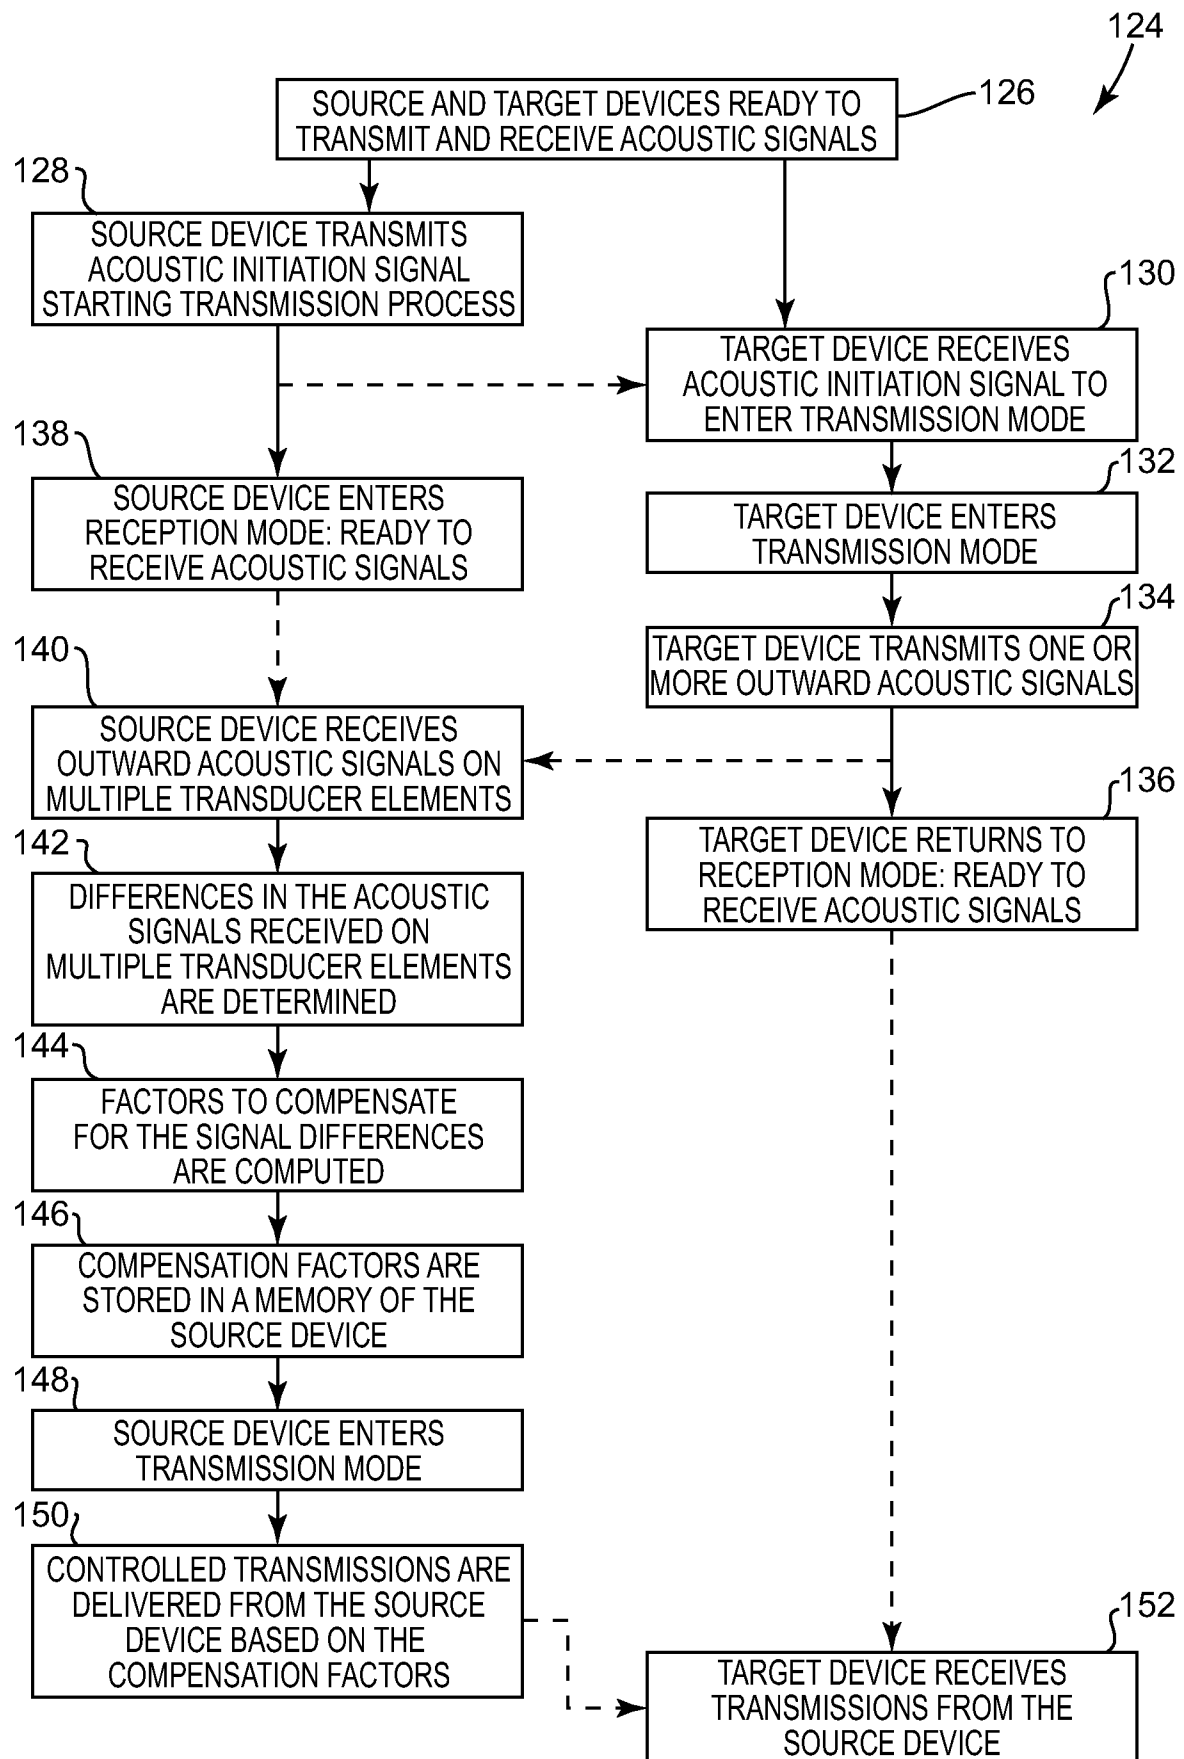 124
SOURCE AND TARGET DEVICES READY TO
TRANSMIT AND RECEIVE ACOUSTIC SIGNALS
126
128
SOURCE DEVICE TRANSMITS
ACOUSTIC INITIATION SIGNAL
STARTING TRANSMISSION PROCESS
130
TARGET DEVICE RECEIVES
ACOUSTIC INITIATION SIGNAL TO
ENTER TRANSMISSION MODE
138
SOURCE DEVICE ENTERS
RECEPTION MODE: READY TO
RECEIVE ACOUSTIC SIGNALS
132
TARGET DEVICE ENTERS
TRANSMISSION MODE
134
TARGET DEVICE TRANSMITS ONE OR
MORE OUTWARD ACOUSTIC SIGNALS
140
SOURCE DEVICE RECEIVES
OUTWARD ACOUSTIC SIGNALS ON
MULTIPLE TRANSDUCER ELEMENTS
136
TARGET DEVICE RETURNS TO
RECEPTION MODE: READY TO
RECEIVE ACOUSTIC SIGNALS
142
DIFFERENCES IN THE ACOUSTIC
SIGNALS RECEIVED ON
MULTIPLE TRANSDUCER ELEMENTS
ARE DETERMINED
144
FACTORS TO COMPENSATE
FOR THE SIGNAL DIFFERENCES
ARE COMPUTED
146
COMPENSATION FACTORS ARE
STORED IN A MEMORY OF THE
SOURCE DEVICE
148
SOURCE DEVICE ENTERS
TRANSMISSION MODE
150
CONTROLLED TRANSMISSIONS ARE
DELIVERED FROM THE SOURCE
DEVICE BASED ON THE
COMPENSATION FACTORS
152
TARGET DEVICE RECEIVES
TRANSMISSIONS FROM THE
SOURCE DEVICE